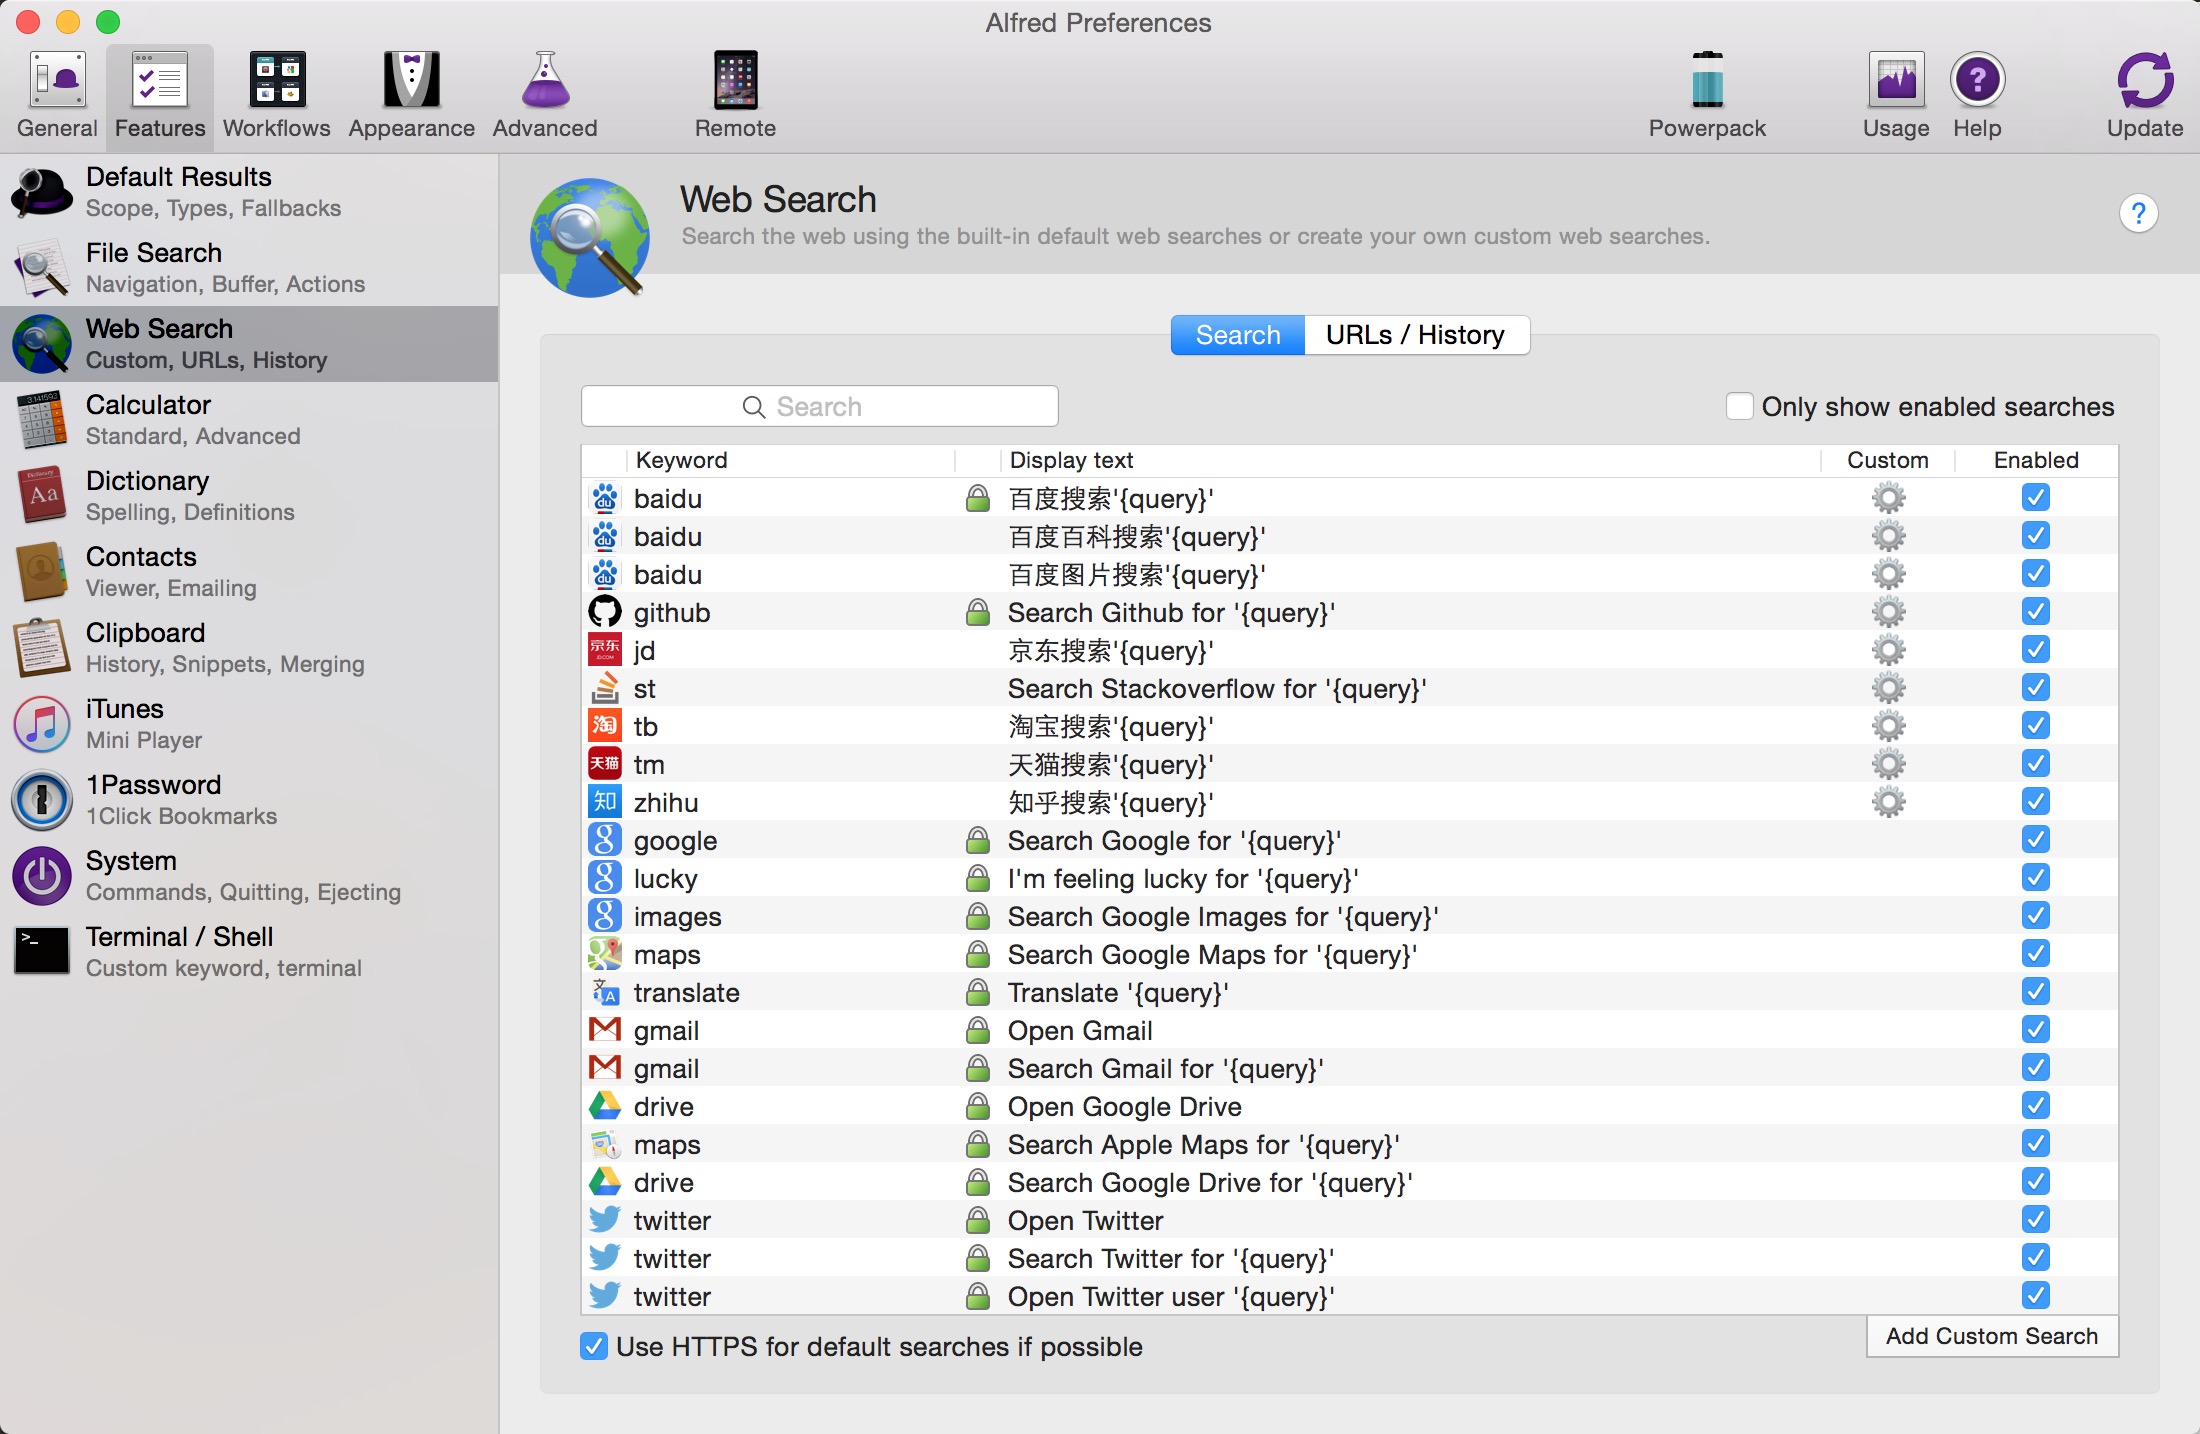 Alfred Preferences
General Features Workflows Appearance Advanced Remote Powerpack Usage Help Update
Default Results
Scope, Types, Fallbacks
File Search
Navigation, Buffer, Actions
Web Search
Custom, URLs, History
Calculator
Standard, Advanced
Dictionary
Spelling, Definitions
Contacts
Viewer, Emailing
Clipboard
History, Snippets, Merging
iTunes
Mini Player
1Password
1Click Bookmarks
System
Commands, Quitting, Ejecting
Terminal / Shell
Custom keyword, terminal
Web Search
Search the web using the built-in default web searches or create your own custom web searches.
?
Search URLs / History
Search
Only show enabled searches
Keyword Display text Custom Enabled
baidu 百度搜索'{query}'
baidu 百度百科搜索'{query}'
baidu 百度图片搜索'{query}'
github Search Github for '{query}'
京东 jd 京东搜索'{query}'
st Search Stackoverflow for '{query}'
淘 tb 淘宝搜索'{query}'
天猫 tm 天猫搜索'{query}'
知 zhihu 知乎搜索'{query}'
google Search Google for '{query}'
lucky I'm feeling lucky for '{query}'
images Search Google Images for '{query}'
maps Search Google Maps for '{query}'
translate Translate '{query}'
gmail Open Gmail
gmail Search Gmail for '{query}'
drive Open Google Drive
maps Search Apple Maps for '{query}'
drive Search Google Drive for '{query}'
twitter Open Twitter
twitter Search Twitter for '{query}'
twitter Open Twitter user '{query}'
Use HTTPS for default searches if possible
Add Custom Search